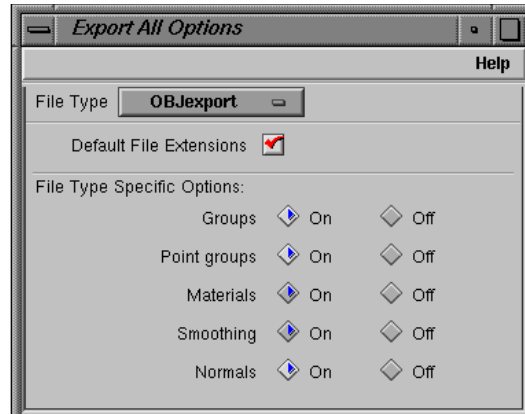 Export All Options
Help
File Type OBJexport
Default File Extensions
File Type Specific Options:
Groups On Off
Point groups On Off
Materials On Off
Smoothing On Off
Normals On Off